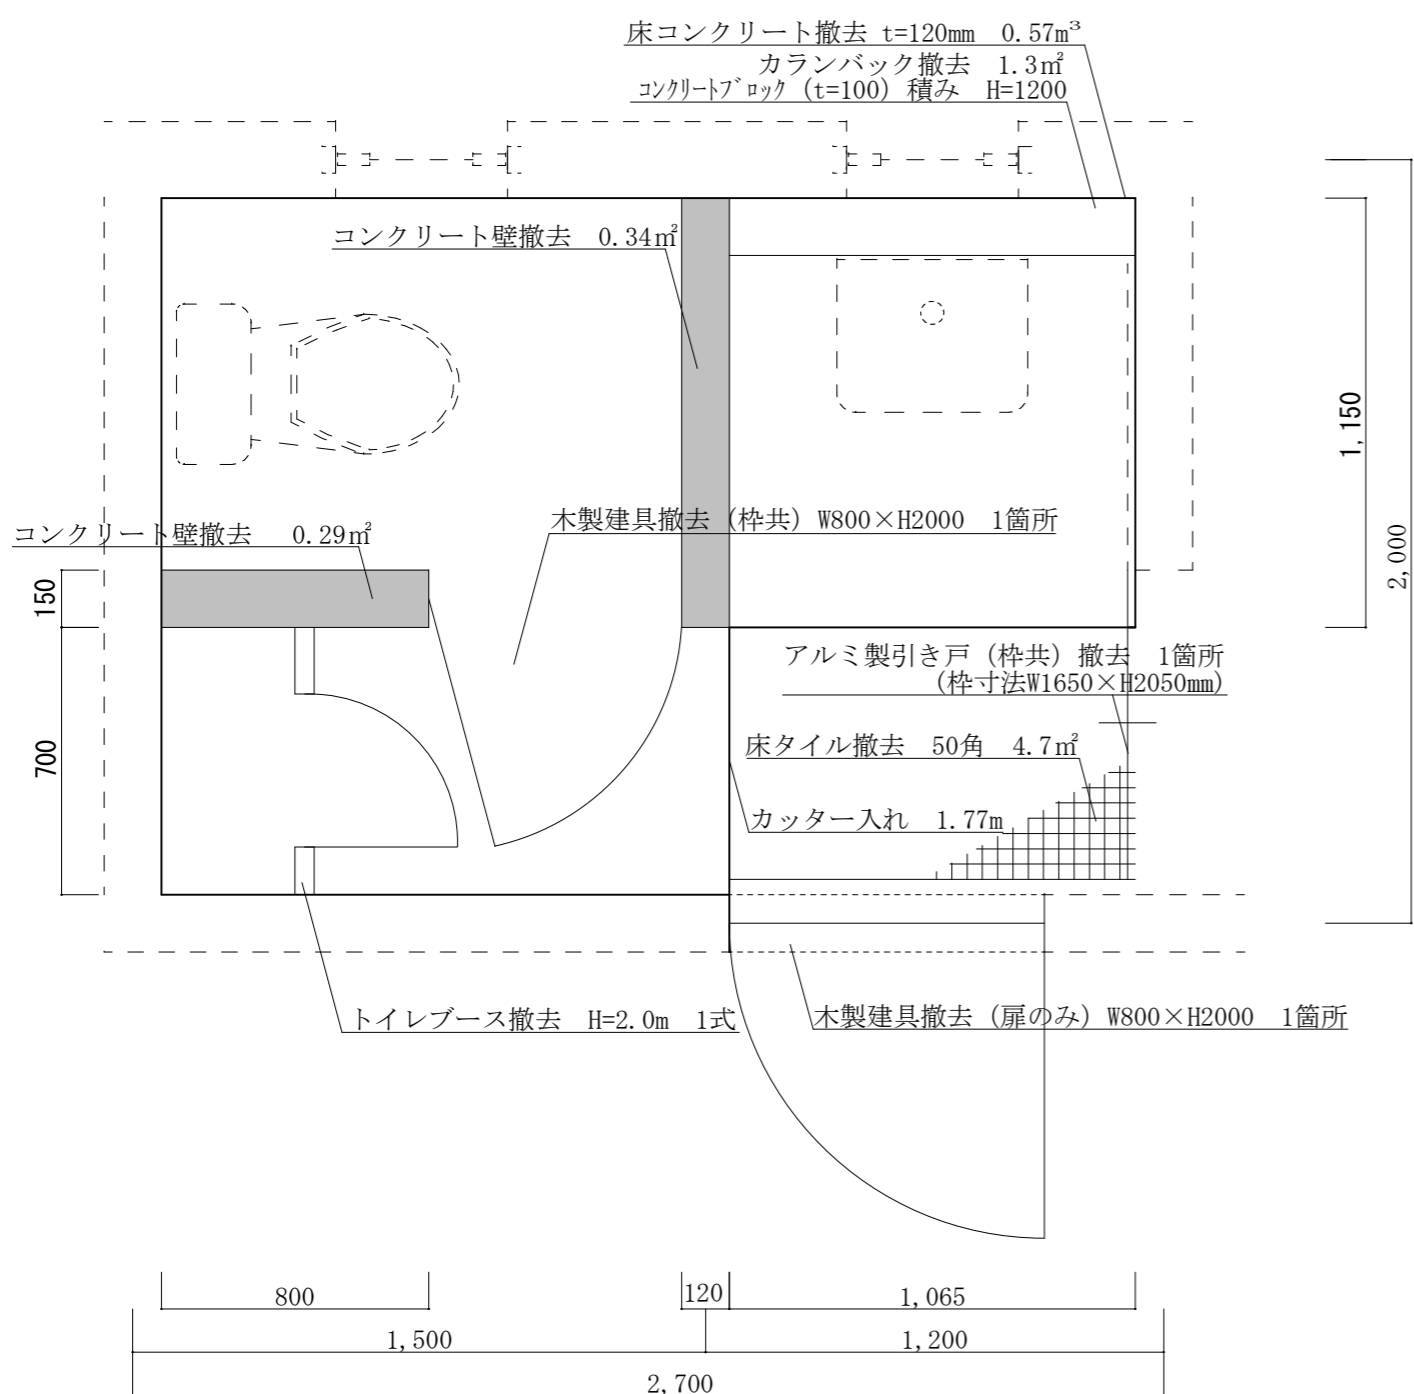 床コンクリート撤去 t=120mm 0.57m³
カランバック撤去 1.3㎡
コンクリートブロック (t=100) 積み H=1200
コンクリート壁撤去 0.34㎡
1,150
2,000
コンクリート壁撤去 0.29㎡
木製建具撤去 (枠共) W800×H2000 1箇所
150
アルミ製引き戸 (枠共) 撤去 1箇所
(枠寸法W1650×H2050mm)
700
床タイル撤去 50角 4.7㎡
カッター入れ 1.77m
トイレブース撤去 H=2.0m 1式
木製建具撤去 (扉のみ) W800×H2000 1箇所
800
120
1,065
1,500
1,200
2,700